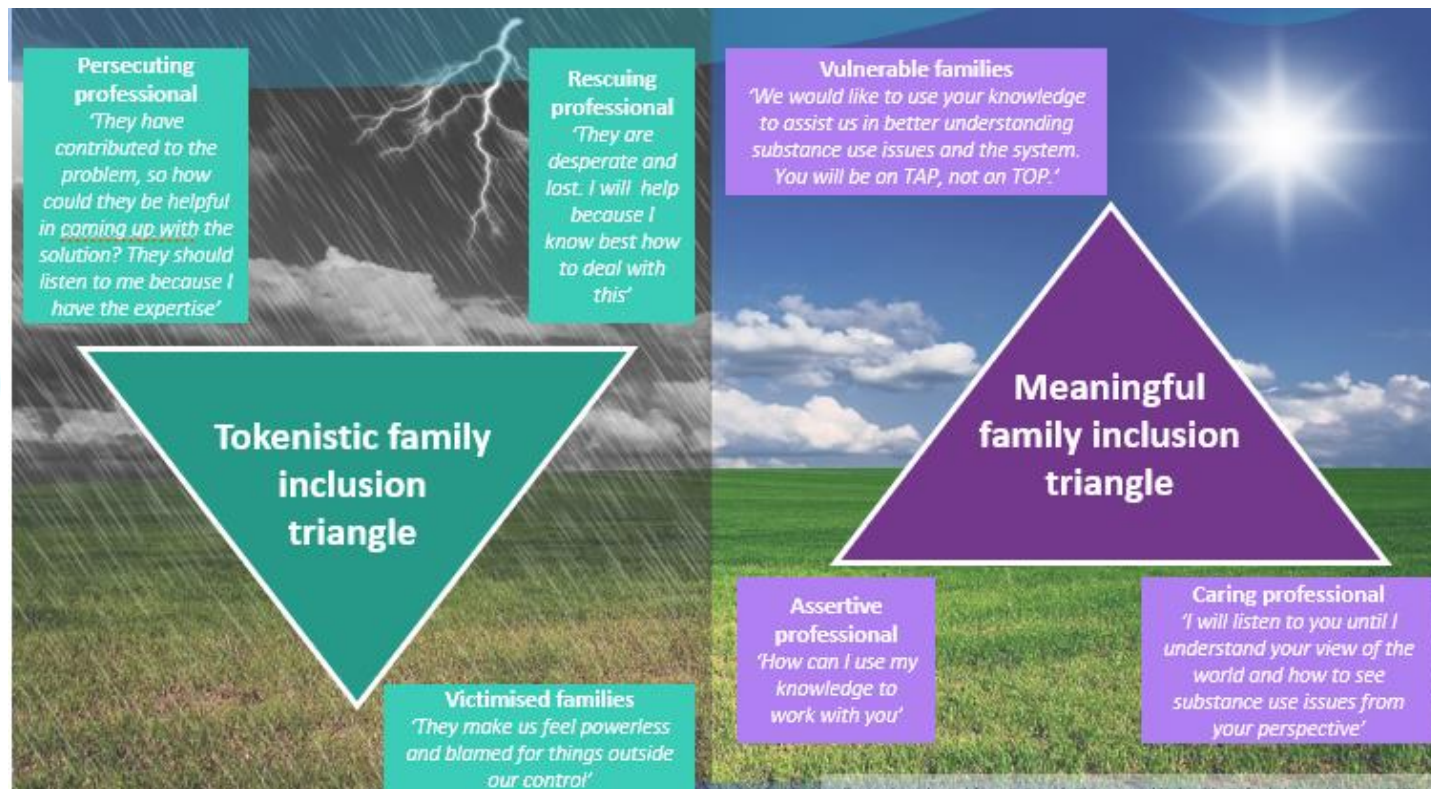 Persecuting
professional
‘They have
contributed to the
problem, so how
could they be helpful
in coming up with the
solution? They should
listen to me because I
have the expertise’
Rescuing
professional
‘They are
desperate and
lost. I will help
because I
know best how
to deal with
this’
Tokenistic family
inclusion
triangle
Victimised families
‘They make us feel powerless
and blamed for things outside
our control’
Vulnerable families
‘We would like to use your knowledge
to assist us in better understanding
substance use issues and the system.
You will be on TAP, not on TOP.‘
Meaningful
family inclusion
triangle
Assertive
professional
‘How can I use my
knowledge to
work with you’
Caring professional
‘I will listen to you until I
understand your view of the
world and how to see
substance use issues from
your perspective’